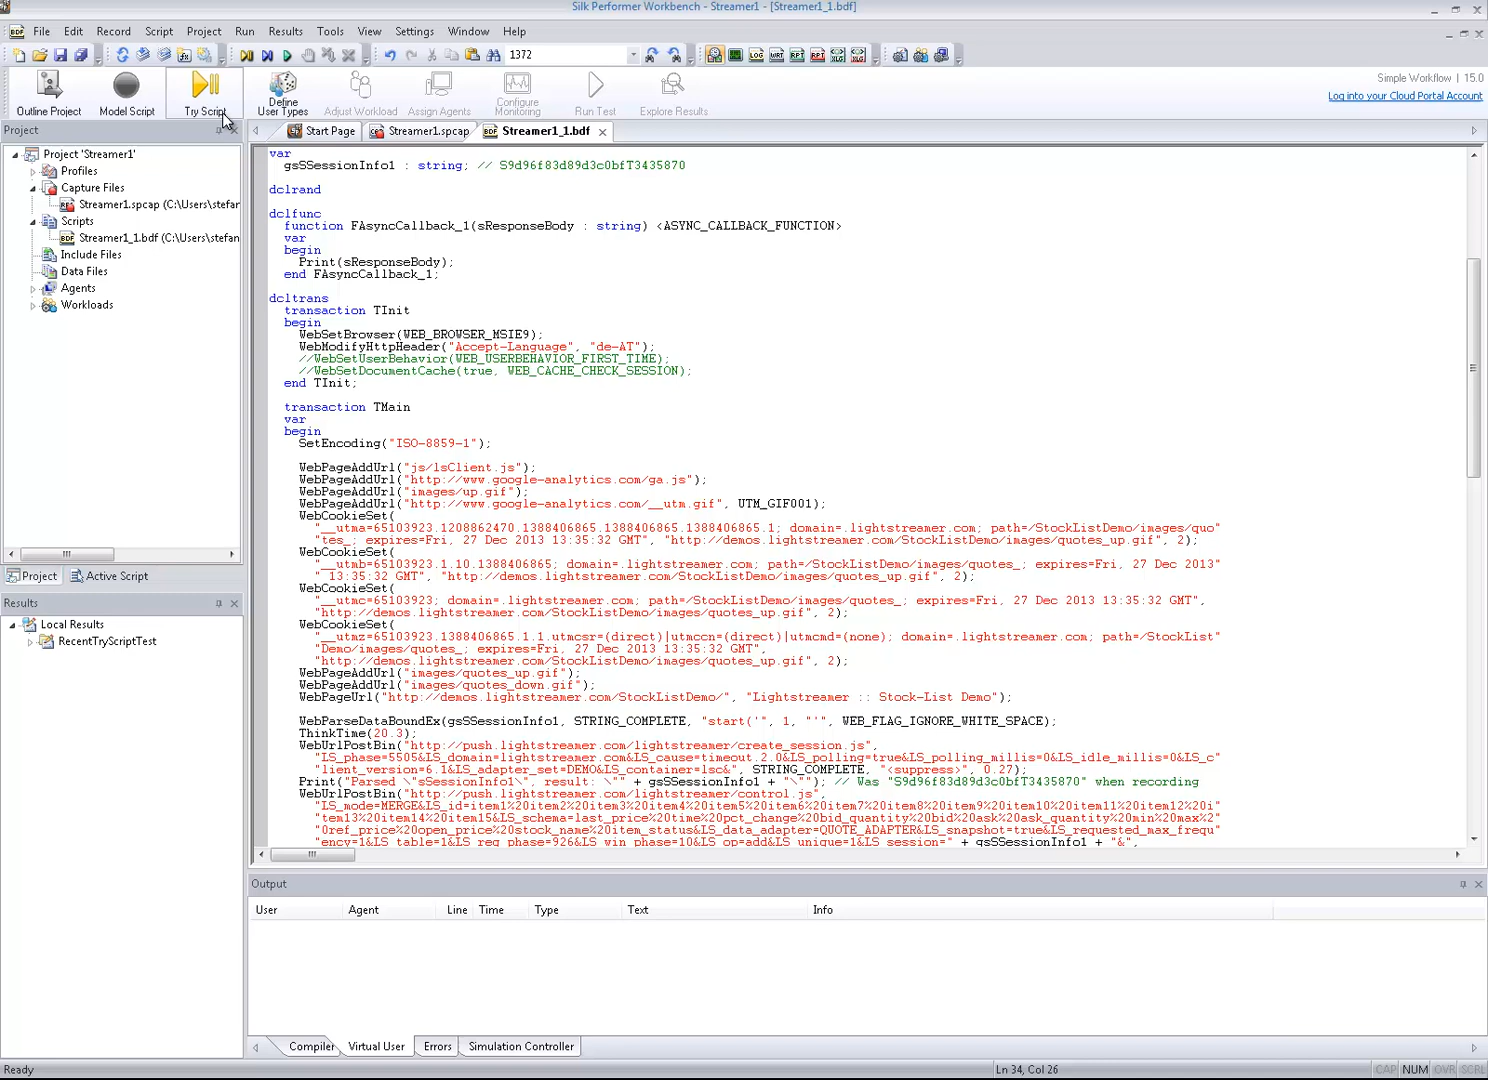 Silk Performer Workbench - Streamer1 - [Streamer1_1.bdf]
BDF File Edit Record Script Project Run Results Tools View Settings Window Help
1372
Outline Project Model Script Try Script Define User Types Adjust Workload Assign Agents Configure Monitoring Run Test Explore Results
Simple Workflow | 15.0
Log into your Cloud Portal Account
Project
Start Page Streamer1.spcap BDF Streamer1_1.bdf
Project 'Streamer1'
Profiles
Capture Files
Streamer1.spcap (C:\Users\stefan
Scripts
BDF Streamer1_1.bdf (C:\Users\stefan
Include Files
Data Files
Agents
Workloads
Project Active Script
Results
Local Results
RecentTryScriptTest
var
gsSSessionInfo1 : string; // S9d96f83d89d3c0bfT3435870
dclrand
dclfunc
function FAsyncCallback_1(sResponseBody : string) <ASYNC_CALLBACK_FUNCTION>
var
begin
Print(sResponseBody);
end FAsyncCallback_1;
dcltrans
transaction TInit
begin
WebSetBrowser(WEB_BROWSER_MSIE9);
WebModifyHttpHeader("Accept-Language", "de-AT");
//WebSetUserBehavior(WEB_USERBEHAVIOR_FIRST_TIME);
//WebSetDocumentCache(true, WEB_CACHE_CHECK_SESSION);
end TInit;
transaction TMain
var
begin
SetEncoding("ISO-8859-1");
WebPageAddUrl("js/lsClient.js");
WebPageAddUrl("http://www.google-analytics.com/ga.js");
WebPageAddUrl("images/up.gif");
WebPageAddUrl("http://www.google-analytics.com/__utm.gif", UTM_GIF001);
WebCookieSet(
"__utma=65103923.1208862470.1388406865.1388406865.1388406865.1; domain=.lightstreamer.com; path=/StockListDemo/images/quo"
"tes_; expires=Fri, 27 Dec 2013 13:35:32 GMT", "http://demos.lightstreamer.com/StockListDemo/images/quotes_up.gif", 2);
WebCookieSet(
"__utmb=65103923.1.10.1388406865; domain=.lightstreamer.com; path=/StockListDemo/images/quotes_; expires=Fri, 27 Dec 2013"
" 13:35:32 GMT", "http://demos.lightstreamer.com/StockListDemo/images/quotes_up.gif", 2);
WebCookieSet(
"__utmc=65103923; domain=.lightstreamer.com; path=/StockListDemo/images/quotes_; expires=Fri, 27 Dec 2013 13:35:32 GMT",
"http://demos.lightstreamer.com/StockListDemo/images/quotes_up.gif", 2);
WebCookieSet(
"__utmz=65103923.1388406865.1.1.utmcsr=(direct)|utmccn=(direct)|utmcmd=(none); domain=.lightstreamer.com; path=/StockList"
"Demo/images/quotes_; expires=Fri, 27 Dec 2013 13:35:32 GMT",
"http://demos.lightstreamer.com/StockListDemo/images/quotes_up.gif", 2);
WebPageAddUrl("images/quotes_up.gif");
WebPageAddUrl("images/quotes_down.gif");
WebPageUrl("http://demos.lightstreamer.com/StockListDemo/", "Lightstreamer :: Stock-List Demo");
WebParseDataBoundEx(gsSSessionInfo1, STRING_COMPLETE, "start('", 1, "'", WEB_FLAG_IGNORE_WHITE_SPACE);
ThinkTime(20.3);
WebUrlPostBin("http://push.lightstreamer.com/lightstreamer/create_session.js",
"LS_phase=5505&LS_domain=lightstreamer.com&LS_cause=timeout.2.0&LS_polling=true&LS_polling_millis=0&LS_idle_millis=0&LS_c"
"lient_version=6.1&LS_adapter_set=DEMO&LS_container=lsc&", STRING_COMPLETE, "<suppress>", 0.27);
Print("Parsed \"sSessionInfo1\", result: \"" + gsSSessionInfo1 + "\""); // Was "S9d96f83d89d3c0bfT3435870" when recording
WebUrlPostBin("http://push.lightstreamer.com/lightstreamer/control.js",
"LS_mode=MERGE&LS_id=item1%20item2%20item3%20item4%20item5%20item6%20item7%20item8%20item9%20item10%20item11%20item12%20i"
"tem13%20item14%20item15&LS_schema=last_price%20time%20pct_change%20bid_quantity%20bid%20ask%20ask_quantity%20min%20max%2"
"0ref_price%20open_price%20stock_name%20item_status&LS_data_adapter=QUOTE_ADAPTER&LS_snapshot=true&LS_requested_max_frequ"
"ency=1&LS_table=1&LS_req_phase=926&LS_win_phase=10&LS_op=add&LS_unique=1&LS_session=" + gsSSessionInfo1 + "&",
Output
User Agent Line Time Type Text Info
Compiler Virtual User Errors Simulation Controller
Ready
Ln 34, Col 26
CAP NUM OVR SCRL